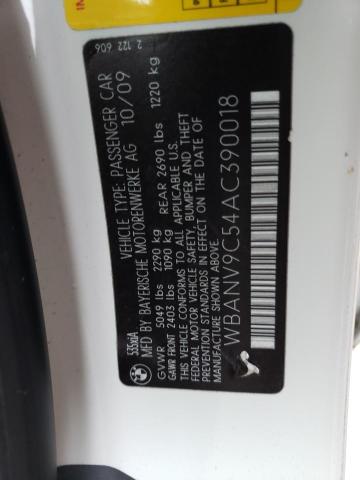 2 122 606
VEHICLE TYPE: PASSENGER CAR
535xiA MFD BY BAYERISCHE MOTORENWERKE AG 10/09
GVWR 5049 lbs 2290 kg
GAWR FRONT 2403 lbs 1090 kg REAR 2690 lbs 1220 kg
THIS VEHICLE CONFORMS TO ALL APPLICABLE U.S.
FEDERAL MOTOR VEHICLE SAFETY, BUMPER AND THEFT
PREVENTION STANDARDS IN EFFECT ON THE DATE OF
MANUFACTURE SHOWN ABOVE.
WBANV9C54AC390018